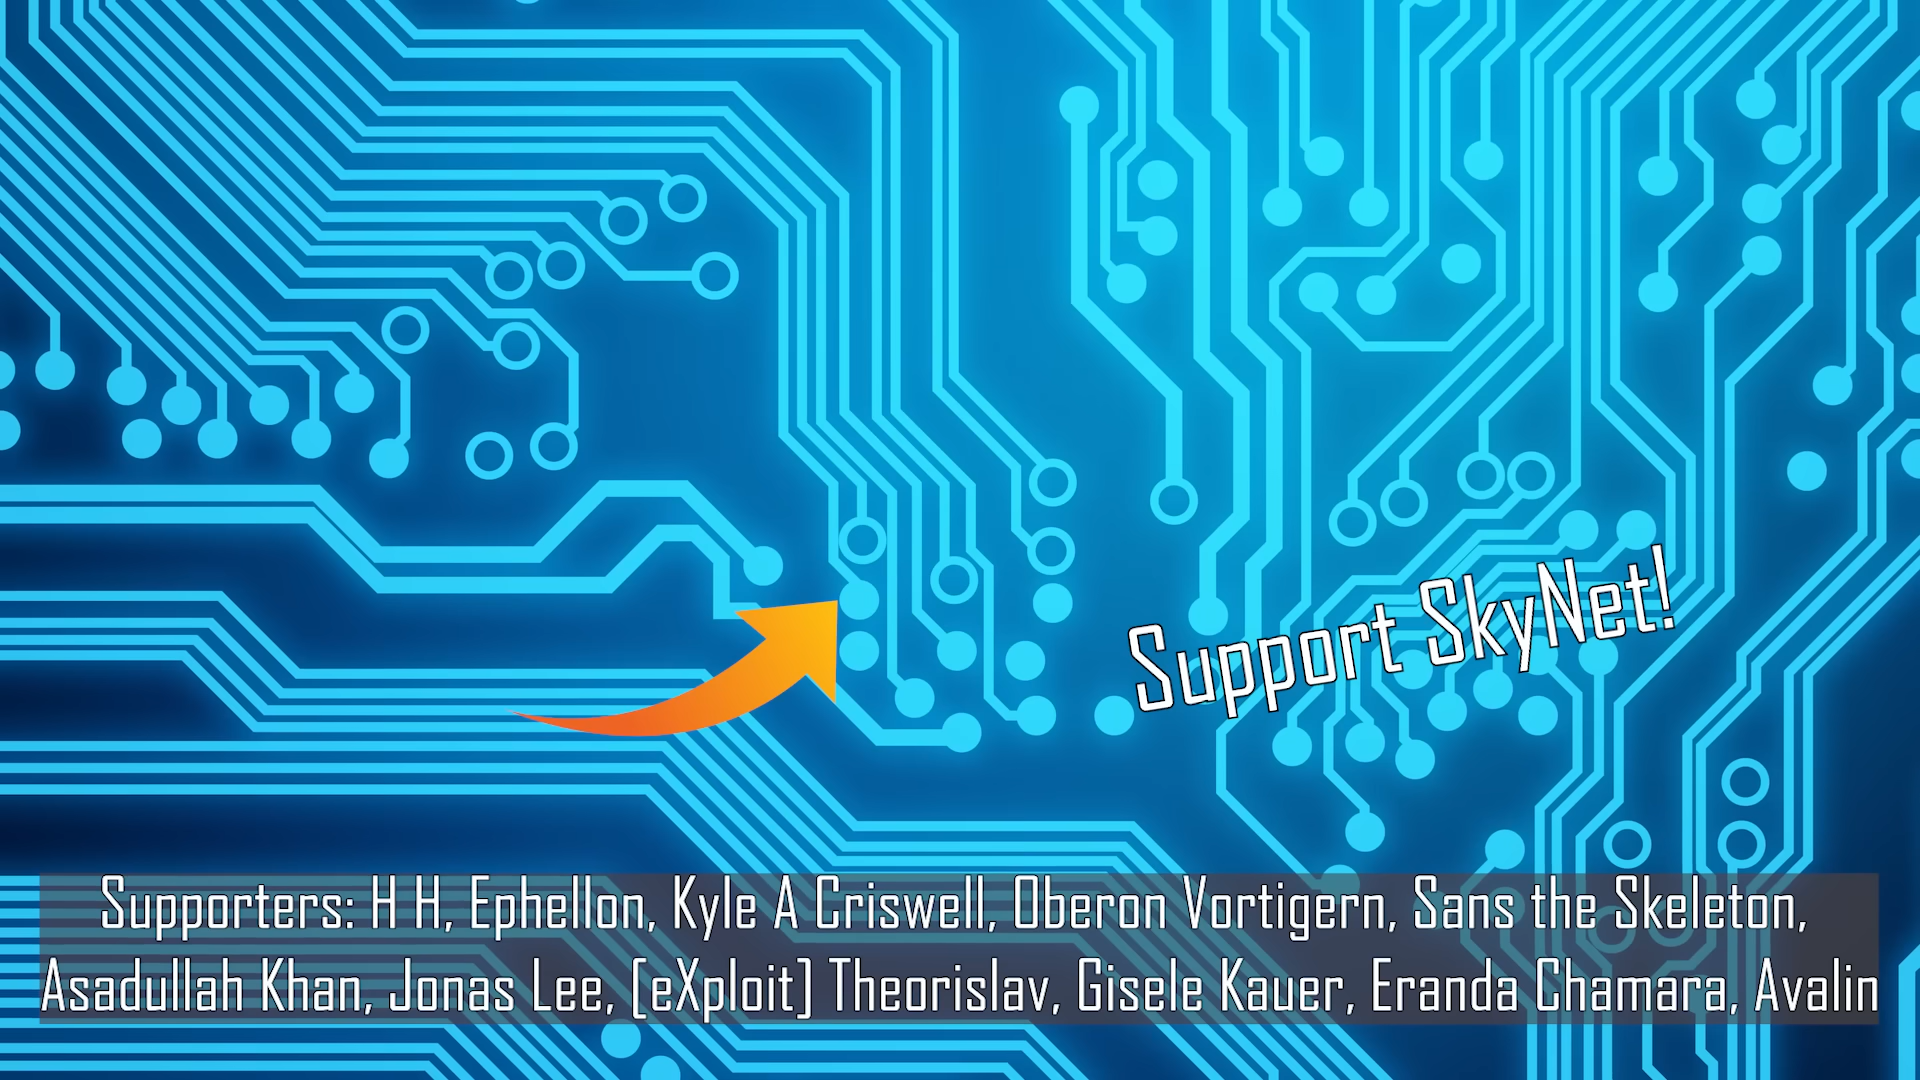 Support SkyNet!
Supporters: H H, Ephellon, Kyle A Criswell, Oberon Vortigern, Sans the Skeleton,
Asadullah Khan, Jonas Lee, [eXploit] Theorislav, Gisele Kauer, Eranda Chamara, Avalin